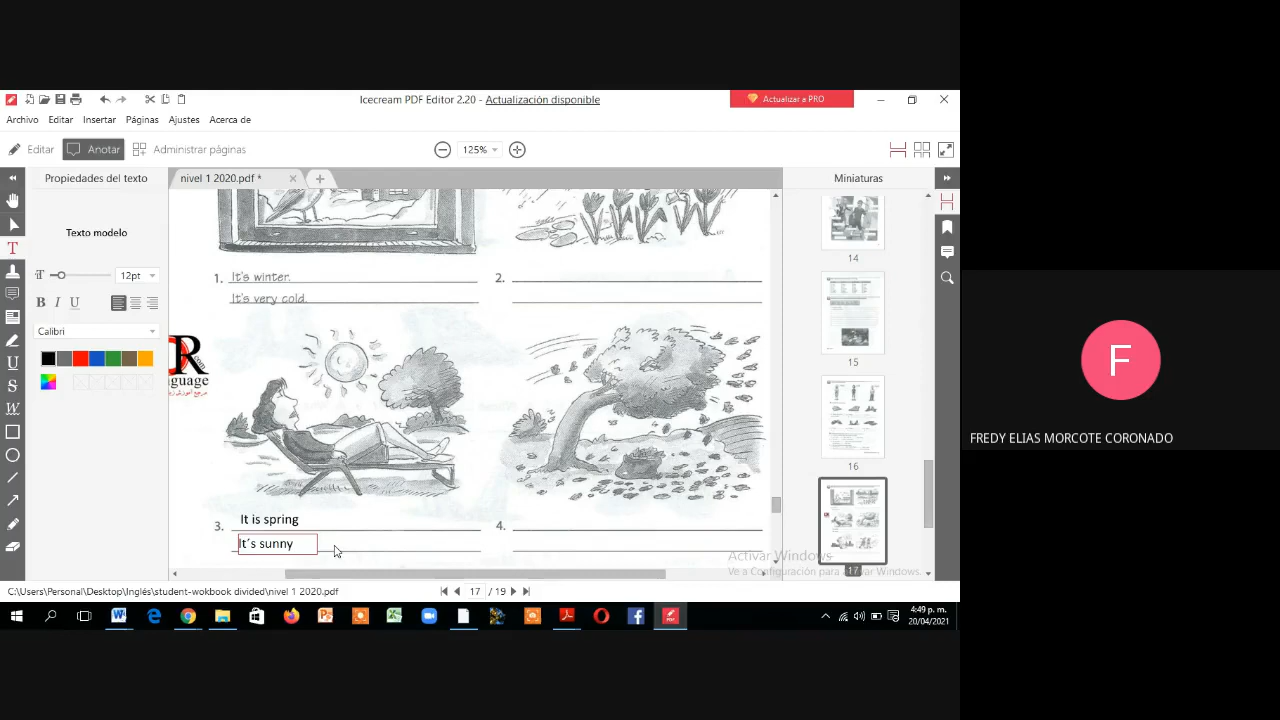 Icecream PDF Editor 2.20 - Actualización disponible
Actualizar a PRO
Archivo Editar Insertar Páginas Ajustes Acerca de
Editar Anotar Administrar páginas 125%
Propiedades del texto nivel 1 2020.pdf * Miniaturas
Texto modelo
12pt
B I U
Calibri
14
1. It's winter. 2.
It's very cold.
15
R
.com
nguage
16
3. It is spring 4.
It´s sunny
Activar Windows
Ve a Configuración para activar Windows.
17
C:\Users\Personal\Desktop\Inglés\student-wokbook divided\nivel 1 2020.pdf 17 / 19
4:49 p. m.
20/04/2021
F
FREDY ELIAS MORCOTE CORONADO